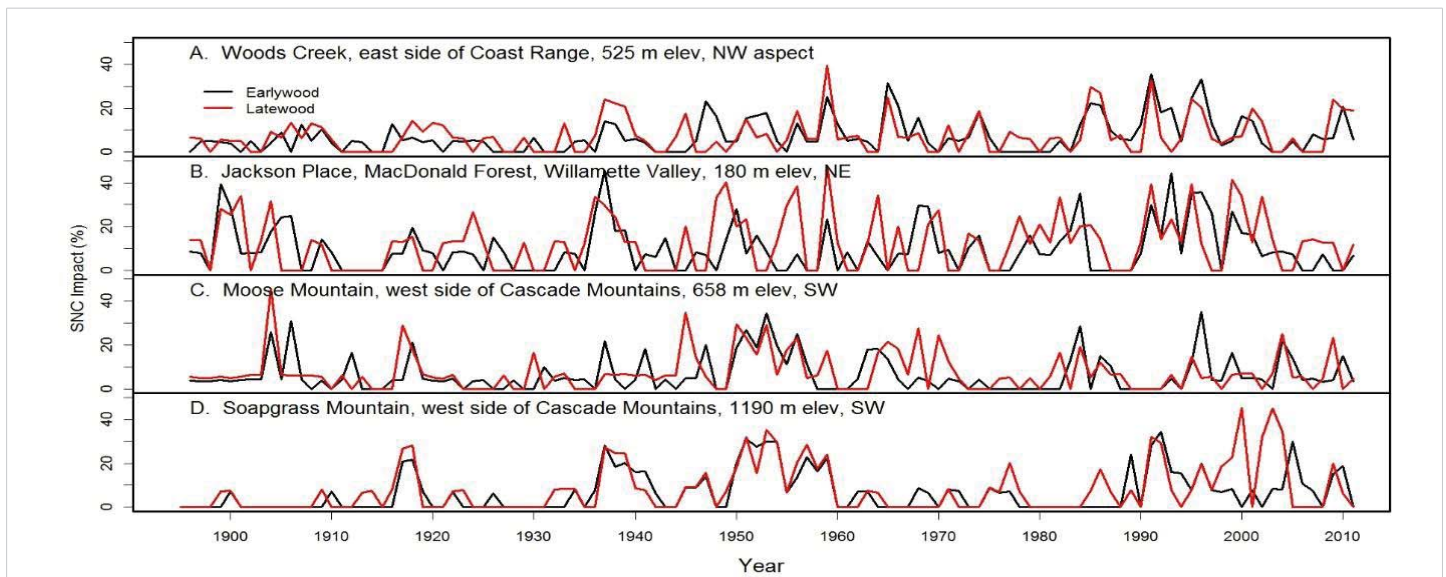 A. Woods Creek, east side of Coast Range, 525 m elev, NW aspect
Earlywood
Latewood
40
20
0
B. Jackson Place, MacDonald Forest, Willamette Valley, 180 m elev, NE
40
20
0
SNC Impact (%)
C. Moose Mountain, west side of Cascade Mountains, 658 m elev, SW
40
20
0
D. Soapgrass Mountain, west side of Cascade Mountains, 1190 m elev, SW
40
20
0
1900 1910 1920 1930 1940 1950 1960 1970 1980 1990 2000 2010
Year